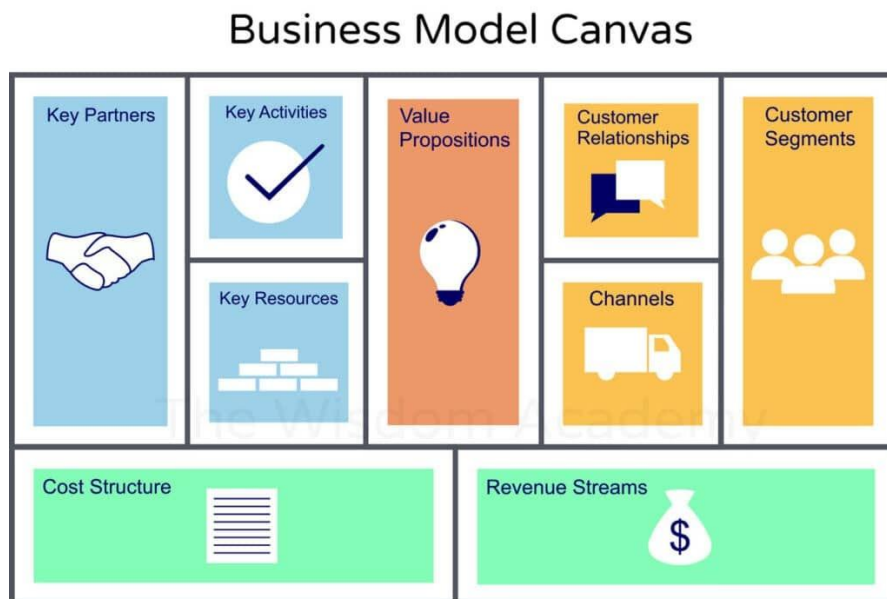 Business Model Canvas
Key Partners
Key Activities
Key Resources
Value
Propositions
Customer
Relationships
Channels
Customer
Segments
The Wisdom Academy
Cost Structure
Revenue Streams
$